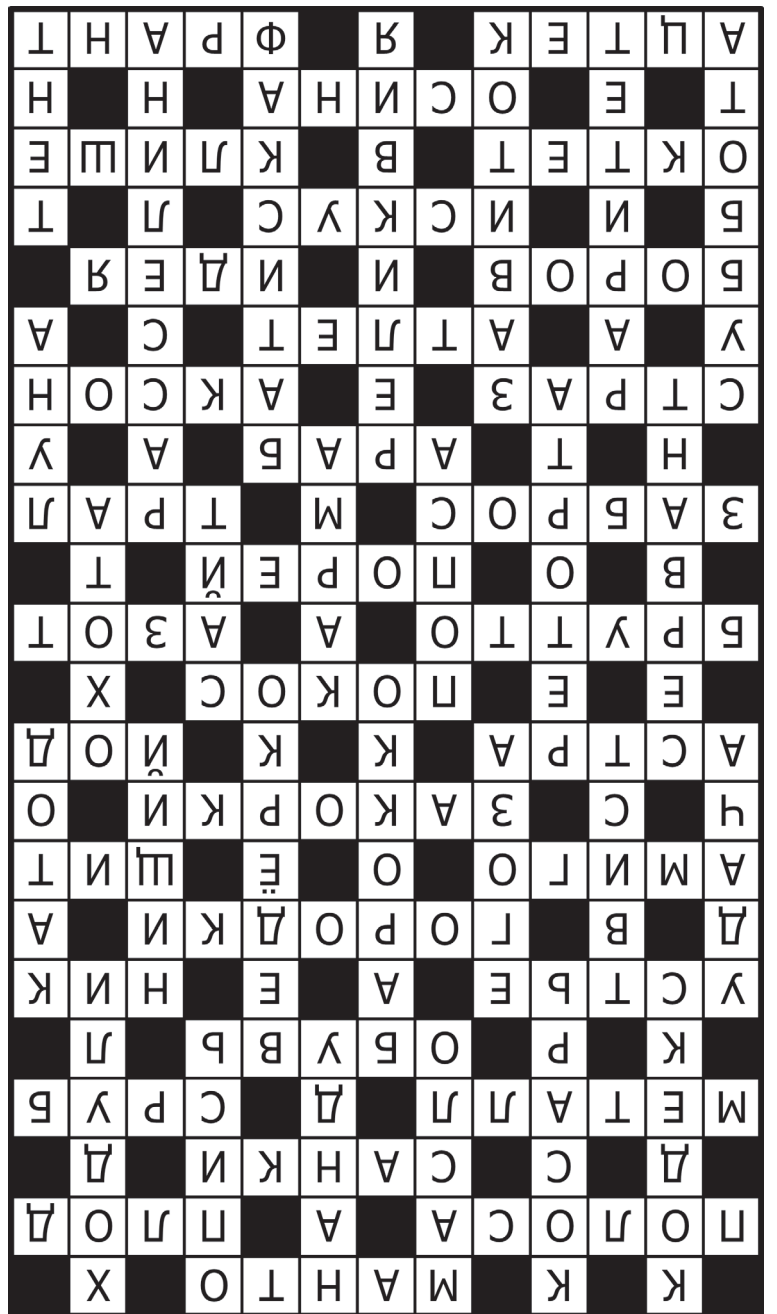 К К МАНТО Х
ПОЛОСА А ПЛОД
Д С САНКИ Д
МЕТАЛЛ Д СРУБ
К Р ОБУВЬ Л
УСТЬЕ А Е НИК
Д В ГОРОДКИ А
АМИГО О Ё ЩИТ
Ч С ЗАКОРКИ О
АСТРА К К ЙОД
Е Е ПОКОС Х
БРУТТО А АЗОТ
В О ПОРЕЙ Т
ЗАБРОС М ТРАЛ
Н Т АРАБ А У
СТРАЗ Е АКСОН
У А АТЛЕТ С А
БОРОВ И ИДЕЯ
Б И ИСКУС Л Т
ОКТЕТ В КЛИШЕ
Т Е ОСИНА Н Н
АЦТЕК Я ФРАНТ